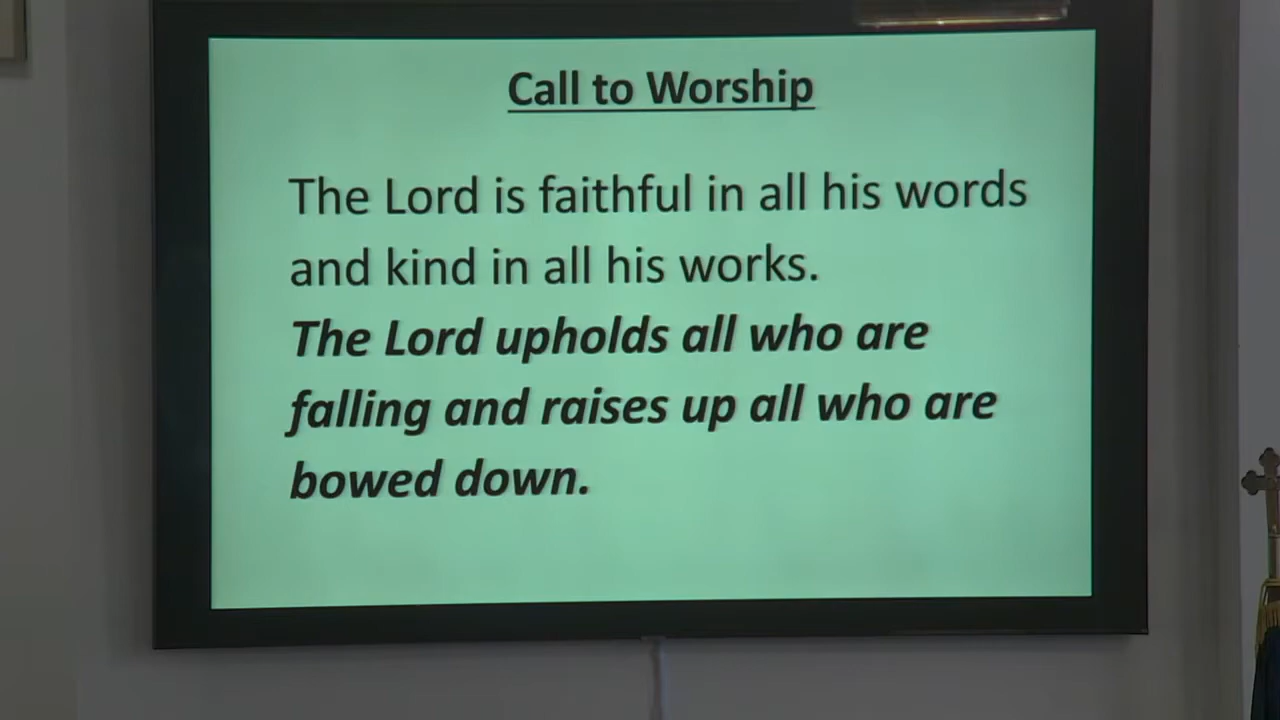 Call to Worship
The Lord is faithful in all his words
and kind in all his works.
The Lord upholds all who are
falling and raises up all who are
bowed down.